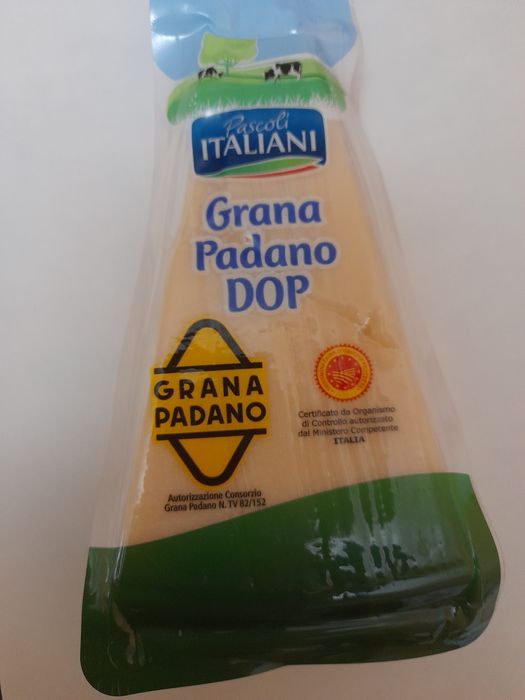 Pascoli
ITALIANI
Grana
Padano
DOP
GRANA
PADANO
Autorizzazione Consorzio
Grana Padano N. TV 82/152
Certificato da Organismo
di Controllo autorizzato
dal Ministero Competente
ITALIA